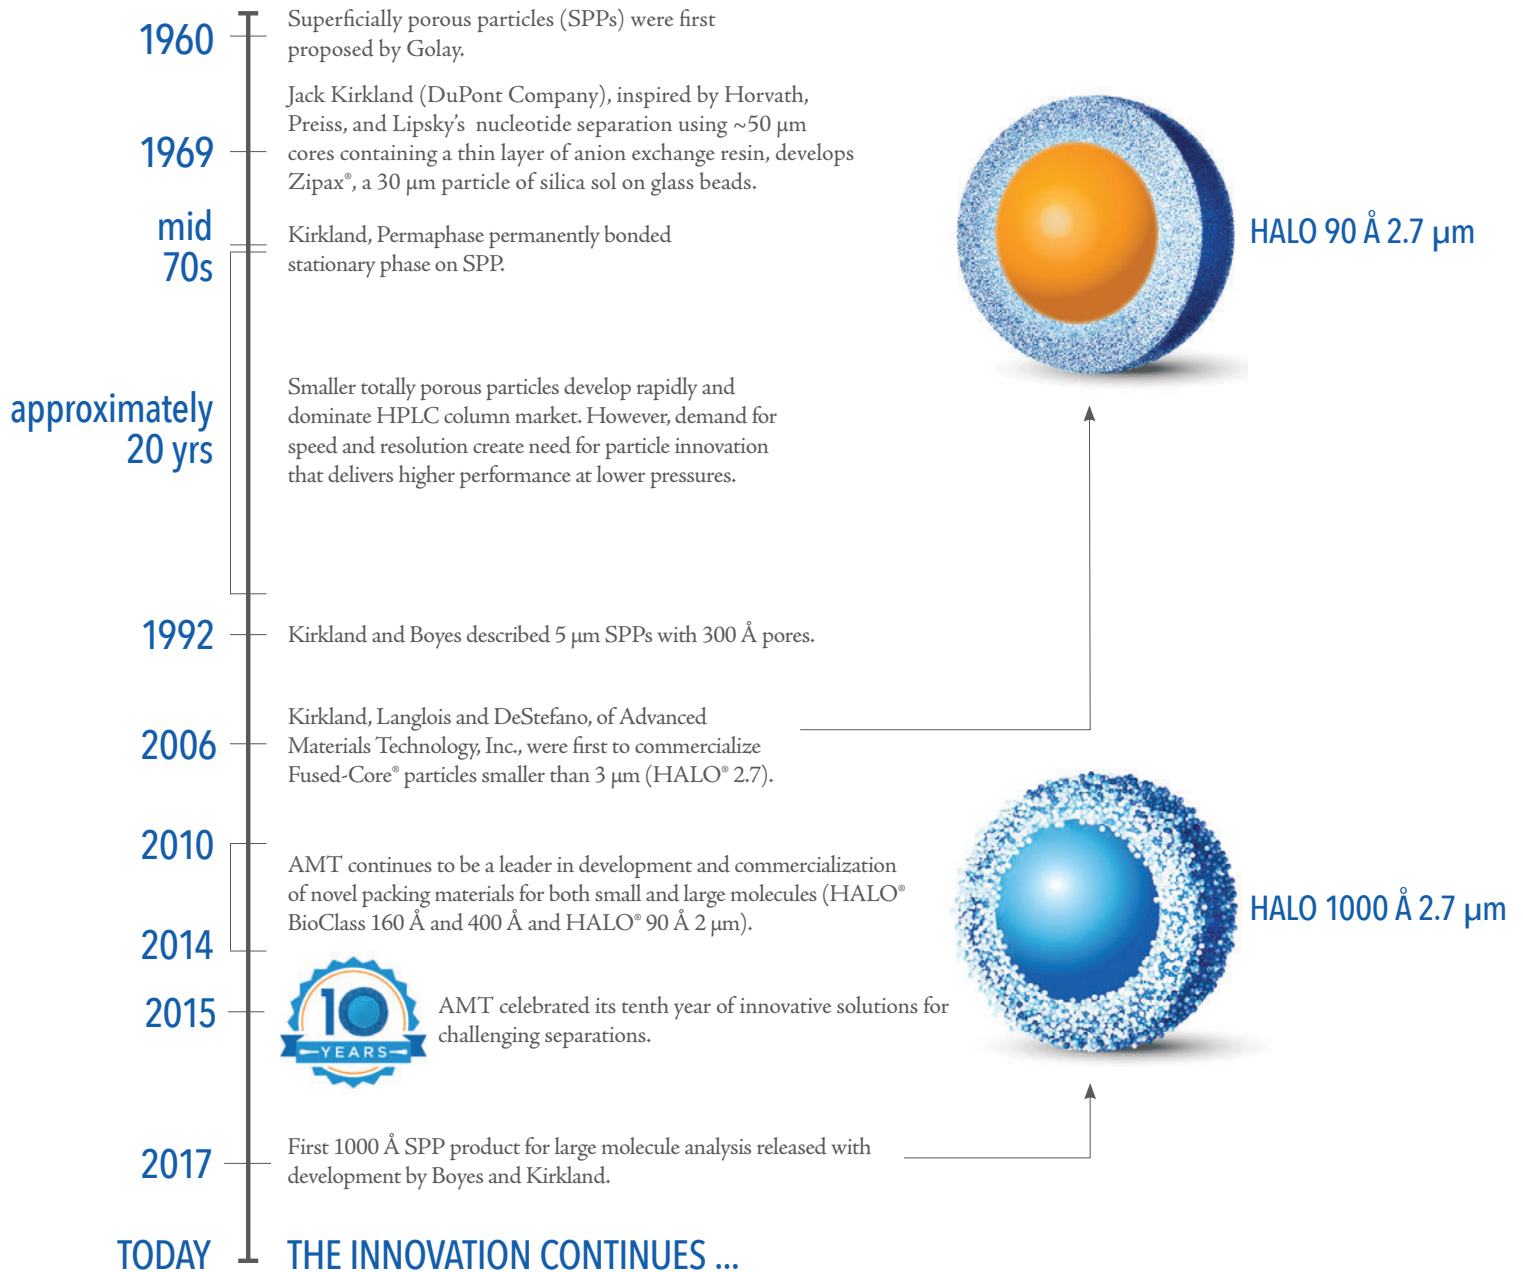 1960
Superficially porous particles (SPPs) were first
proposed by Golay.
1969
Jack Kirkland (DuPont Company), inspired by Horvath,
Preiss, and Lipsky's nucleotide separation using ~50 µm
cores containing a thin layer of anion exchange resin, develops
Zipax®, a 30 µm particle of silica sol on glass beads.
mid
70s
Kirkland, Permaphase permanently bonded
stationary phase on SPP.
HALO 90 Å 2.7 µm
approximately
20 yrs
Smaller totally porous particles develop rapidly and
dominate HPLC column market. However, demand for
speed and resolution create need for particle innovation
that delivers higher performance at lower pressures.
1992
Kirkland and Boyes described 5 µm SPPs with 300 Å pores.
2006
Kirkland, Langlois and DeStefano, of Advanced
Materials Technology, Inc., were first to commercialize
Fused-Core® particles smaller than 3 µm (HALO® 2.7).
2010
2014
AMT continues to be a leader in development and commercialization
of novel packing materials for both small and large molecules (HALO®
BioClass 160 Å and 400 Å and HALO® 90 Å 2 µm).
HALO 1000 Å 2.7 µm
2015
10
YEARS
AMT celebrated its tenth year of innovative solutions for
challenging separations.
2017
First 1000 Å SPP product for large molecule analysis released with
development by Boyes and Kirkland.
TODAY
THE INNOVATION CONTINUES ...